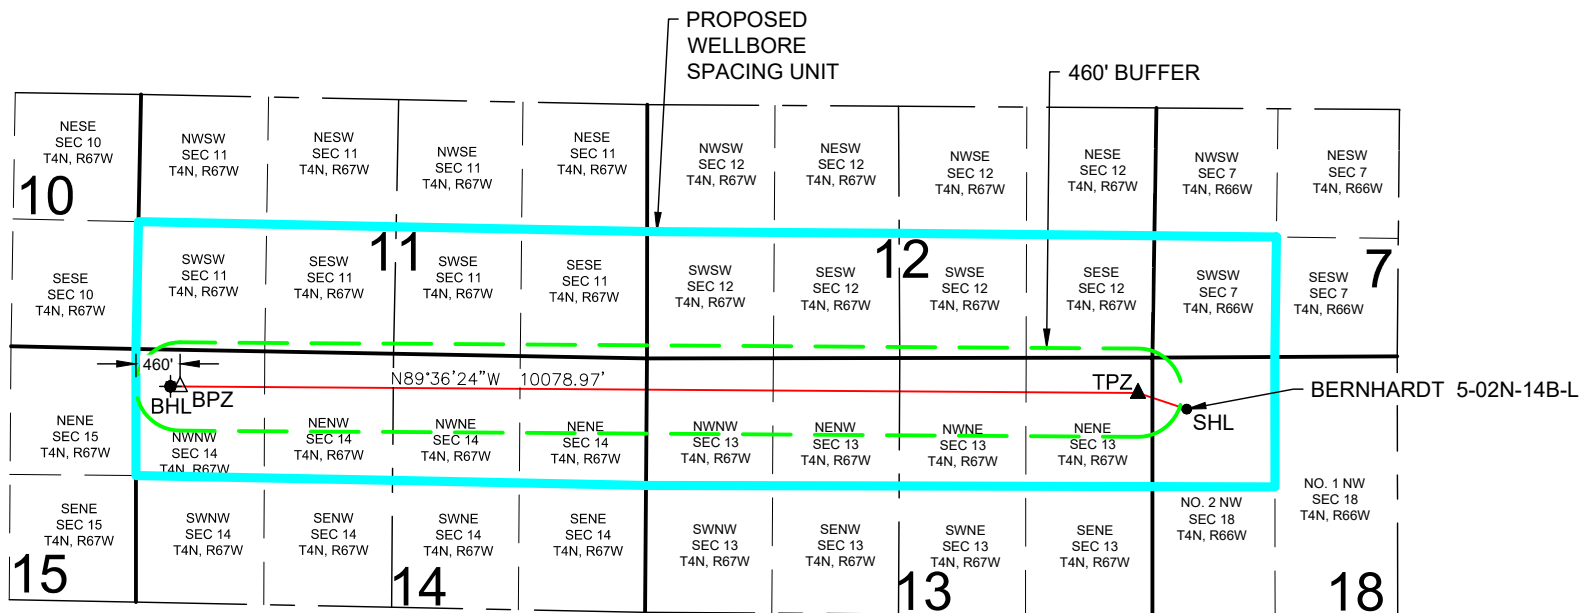 PROPOSED
WELLBORE
SPACING UNIT
460' BUFFER
NESE
SEC 10
T4N, R67W
NWSW
SEC 11
T4N, R67W
NESW
SEC 11
T4N, R67W
NWSE
SEC 11
T4N, R67W
NESE
SEC 11
T4N, R67W
NWSW
SEC 12
T4N, R67W
NESW
SEC 12
T4N, R67W
NWSE
SEC 12
T4N, R67W
NESE
SEC 12
T4N, R67W
NWSW
SEC 7
T4N, R66W
NESW
SEC 7
T4N, R66W
10
11
12
7
SESE
SEC 10
T4N, R67W
SWSW
SEC 11
T4N, R67W
SESW
SEC 11
T4N, R67W
SWSE
SEC 11
T4N, R67W
SESE
SEC 11
T4N, R67W
SWSW
SEC 12
T4N, R67W
SESW
SEC 12
T4N, R67W
SWSE
SEC 12
T4N, R67W
SESE
SEC 12
T4N, R67W
SWSW
SEC 7
T4N, R66W
SESW
SEC 7
T4N, R66W
460'
N89°36'24"W 10078.97'
BHL
BPZ
TPZ
SHL
BERNHARDT 5-02N-14B-L
NENE
SEC 15
T4N, R67W
NWNW
SEC 14
T4N, R67W
NENW
SEC 14
T4N, R67W
NWNE
SEC 14
T4N, R67W
NENE
SEC 14
T4N, R67W
NWNW
SEC 13
T4N, R67W
NENW
SEC 13
T4N, R67W
NWNE
SEC 13
T4N, R67W
NENE
SEC 13
T4N, R67W
NO. 2 NW
SEC 18
T4N, R66W
NO. 1 NW
SEC 18
T4N, R66W
SENE
SEC 15
T4N, R67W
SWNW
SEC 14
T4N, R67W
SENW
SEC 14
T4N, R67W
SWNE
SEC 14
T4N, R67W
SENE
SEC 14
T4N, R67W
SWNW
SEC 13
T4N, R67W
SENW
SEC 13
T4N, R67W
SWNE
SEC 13
T4N, R67W
SENE
SEC 13
T4N, R67W
15
14
13
18